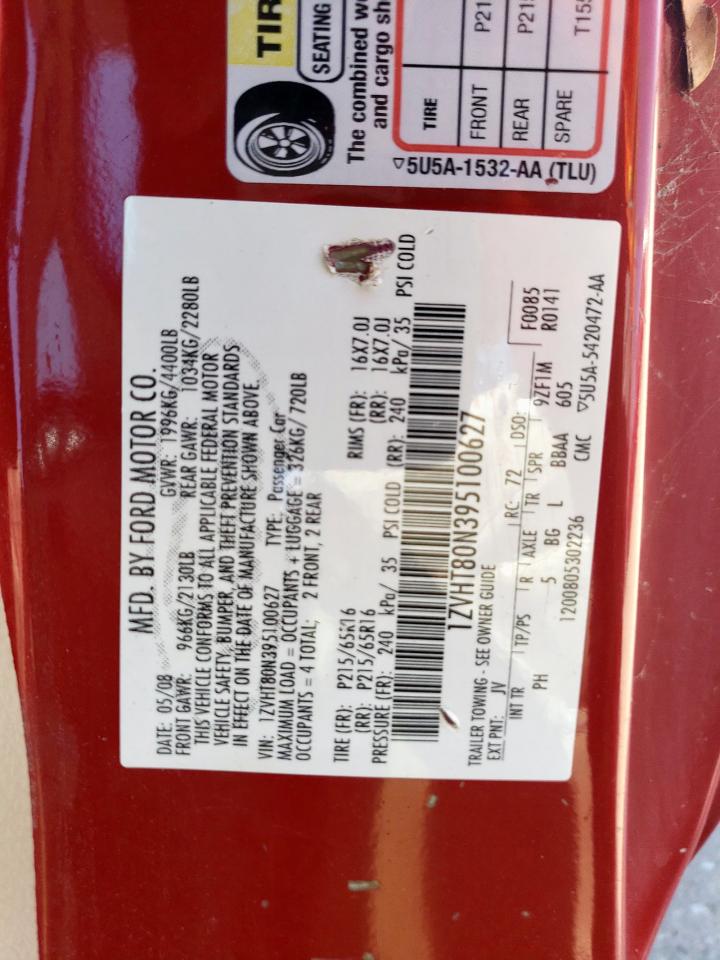 TIR
SEATING
The combined we
and cargo sh
TIRE
FRONT P21
REAR P21
SPARE T155
▽5U5A-1532-AA (TLU)
MFD. BY FORD MOTOR CO.
DATE: 05/08 GVWR: 1996KG/4400LB
FRONT GAWR: 966KG/2130LB REAR GAWR: 1034KG/2280LB
THIS VEHICLE CONFORMS TO ALL APPLICABLE FEDERAL MOTOR
VEHICLE SAFETY, BUMPER, AND THEFT PREVENTION STANDARDS
IN EFFECT ON THE DATE OF MANUFACTURE SHOWN ABOVE.
VIN: 1ZVHT80N395100627 TYPE: Passenger Car
MAXIMUM LOAD = OCCUPANTS + LUGGAGE = 326KG/720LB
OCCUPANTS = 4 TOTAL; 2 FRONT, 2 REAR
TIRE (FR): P215/65R16 RIMS (FR): 16X7.0J
(RR): P215/65R16 (RR): 16X7.0J
PRESSURE (FR): 240 kPa/ 35 PSI COLD (RR): 240 kPa/ 35 PSI COLD
1ZVHT80N395100627
TRAILER TOWING - SEE OWNER GUIDE
EXT PNT: JV RC: 72 DSO: F0085
R0141
INT TR TP/PS R AXLE TR SPR 9ZF1M
PH 5 BG L BBAA 605
1200805302236 CMC ▽5U5A-5420472-AA